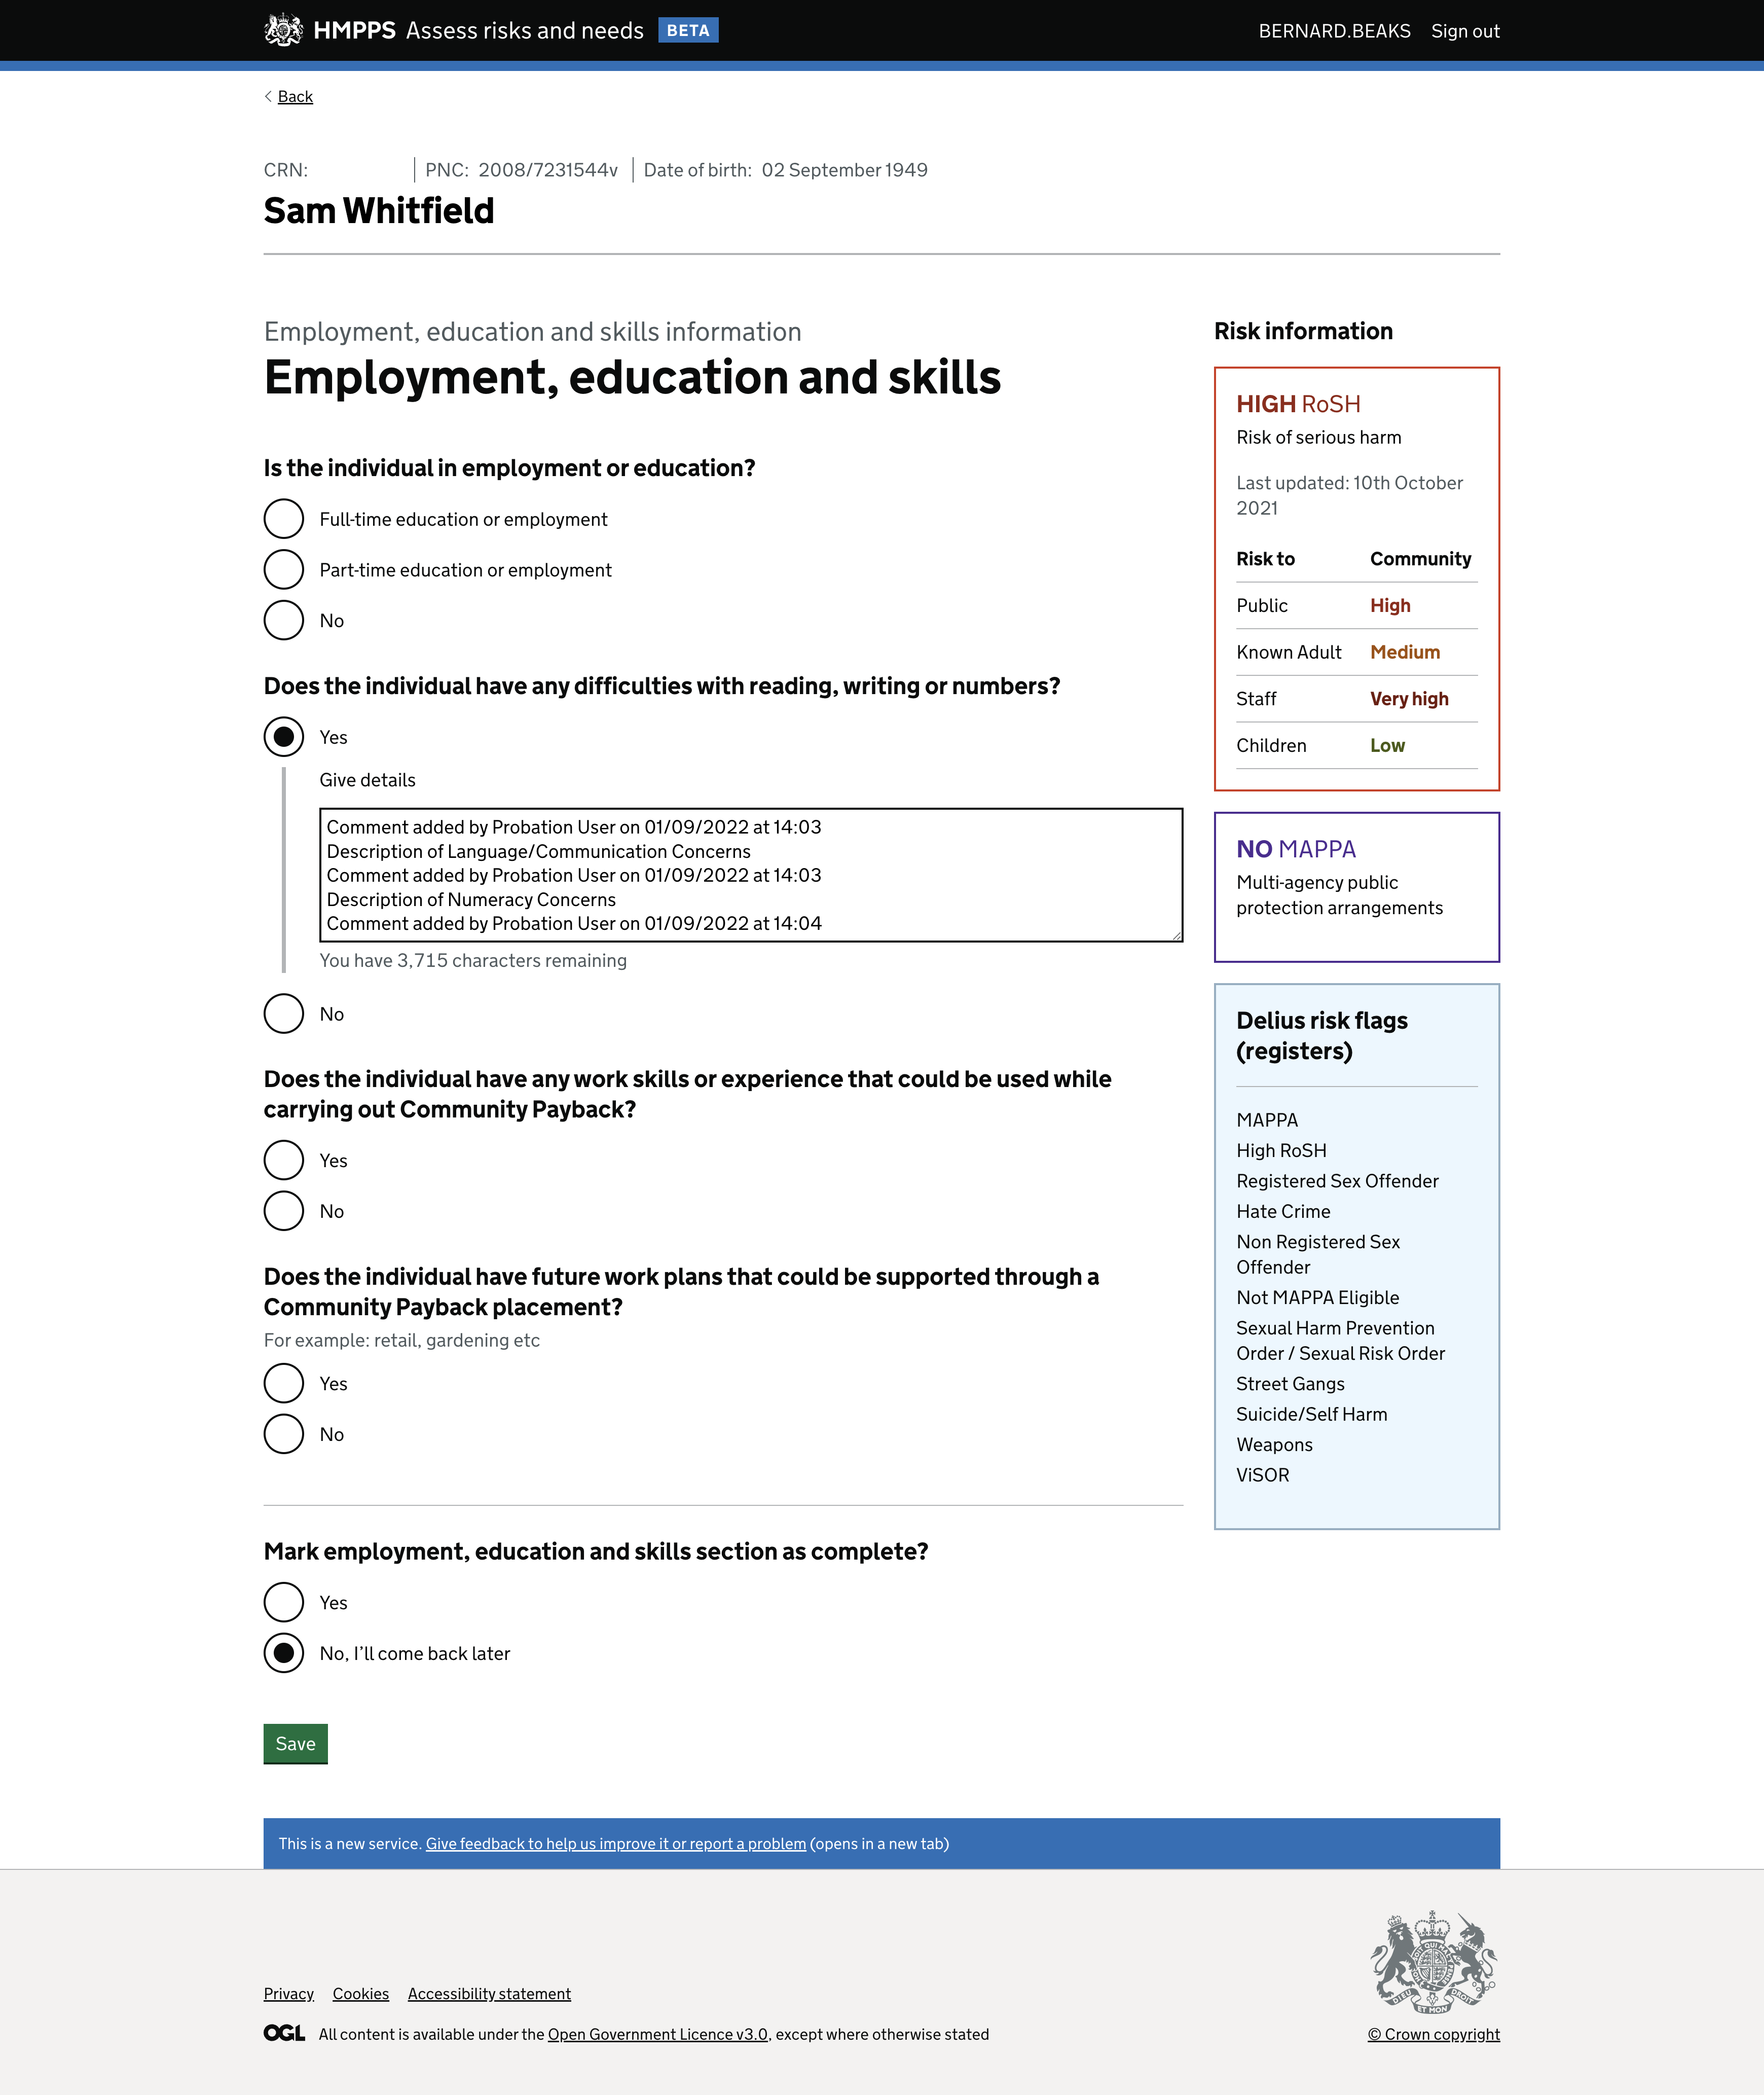 HMPPS Assess risks and needs BETA
BERNARD.BEAKS Sign out
Back
CRN: PNC: 2008/7231544v Date of birth: 02 September 1949
Sam Whitfield
Employment, education and skills information
Employment, education and skills
Is the individual in employment or education?
Full-time education or employment
Part-time education or employment
No
Does the individual have any difficulties with reading, writing or numbers?
Yes
Give details
Comment added by Probation User on 01/09/2022 at 14:03
Description of Language/Communication Concerns
Comment added by Probation User on 01/09/2022 at 14:03
Description of Numeracy Concerns
Comment added by Probation User on 01/09/2022 at 14:04
You have 3,715 characters remaining
No
Does the individual have any work skills or experience that could be used while
carrying out Community Payback?
Yes
No
Does the individual have future work plans that could be supported through a
Community Payback placement?
For example: retail, gardening etc
Yes
No
Mark employment, education and skills section as complete?
Yes
No, I'll come back later
Save
Risk information
HIGH RoSH
Risk of serious harm
Last updated: 10th October
2021
Risk to Community
Public High
Known Adult Medium
Staff Very high
Children Low
NO MAPPA
Multi-agency public
protection arrangements
Delius risk flags
(registers)
MAPPA
High RoSH
Registered Sex Offender
Hate Crime
Non Registered Sex
Offender
Not MAPPA Eligible
Sexual Harm Prevention
Order / Sexual Risk Order
Street Gangs
Suicide/Self Harm
Weapons
ViSOR
This is a new service. Give feedback to help us improve it or report a problem (opens in a new tab)
Privacy Cookies Accessibility statement
OGL All content is available under the Open Government Licence v3.0, except where otherwise stated
DIEU ET MON DROIT
© Crown copyright